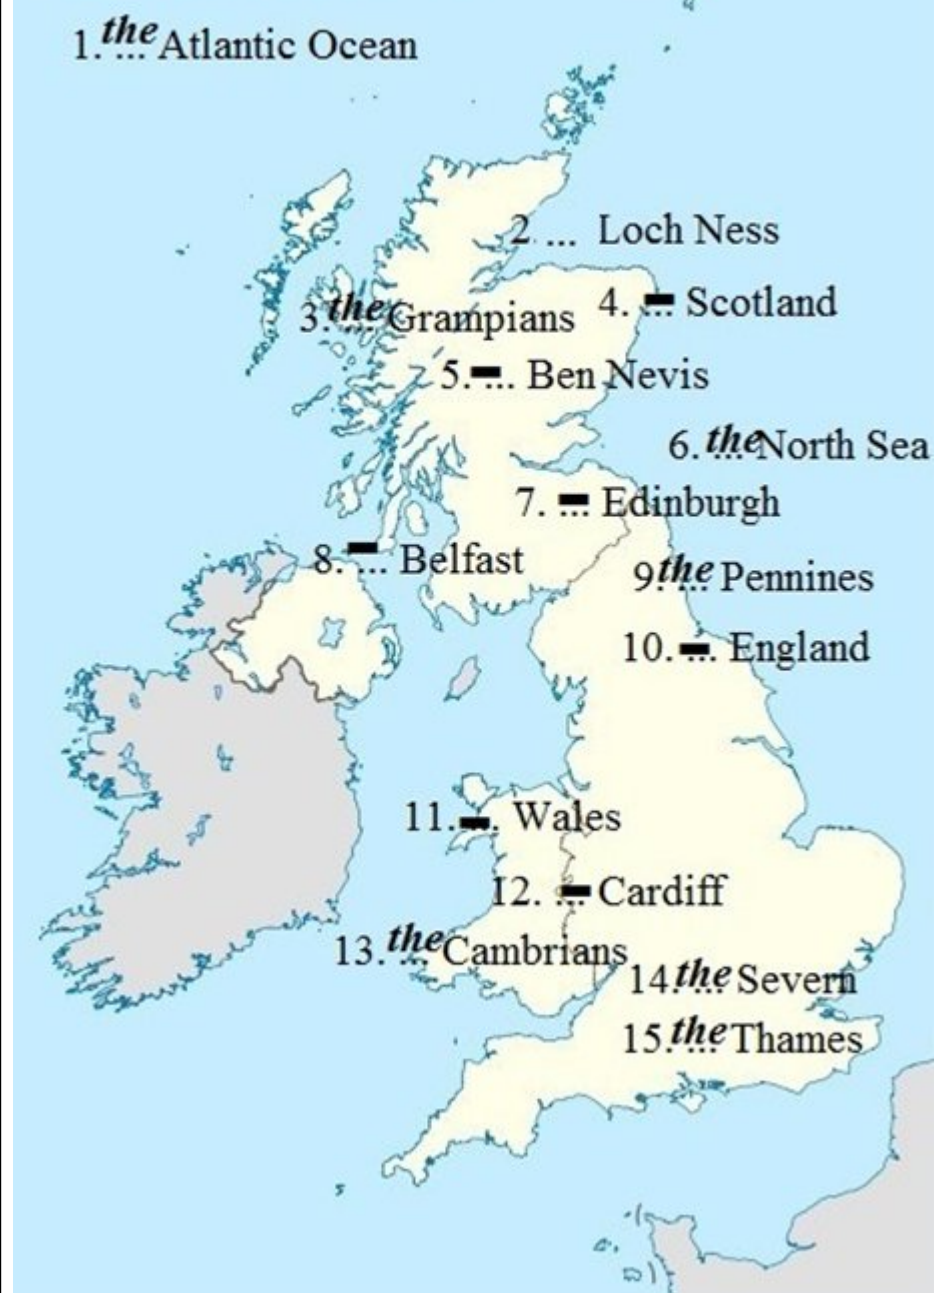 1. the ... Atlantic Ocean
2. ... Loch Ness
3. the ... Grampians
4. – ... Scotland
5. – ... Ben Nevis
6. the ... North Sea
7. – ... Edinburgh
8. – ... Belfast
9. the ... Pennines
10. – ... England
11. – ... Wales
12. – ... Cardiff
13. the ... Cambrians
14. the ... Severn
15. the ... Thames